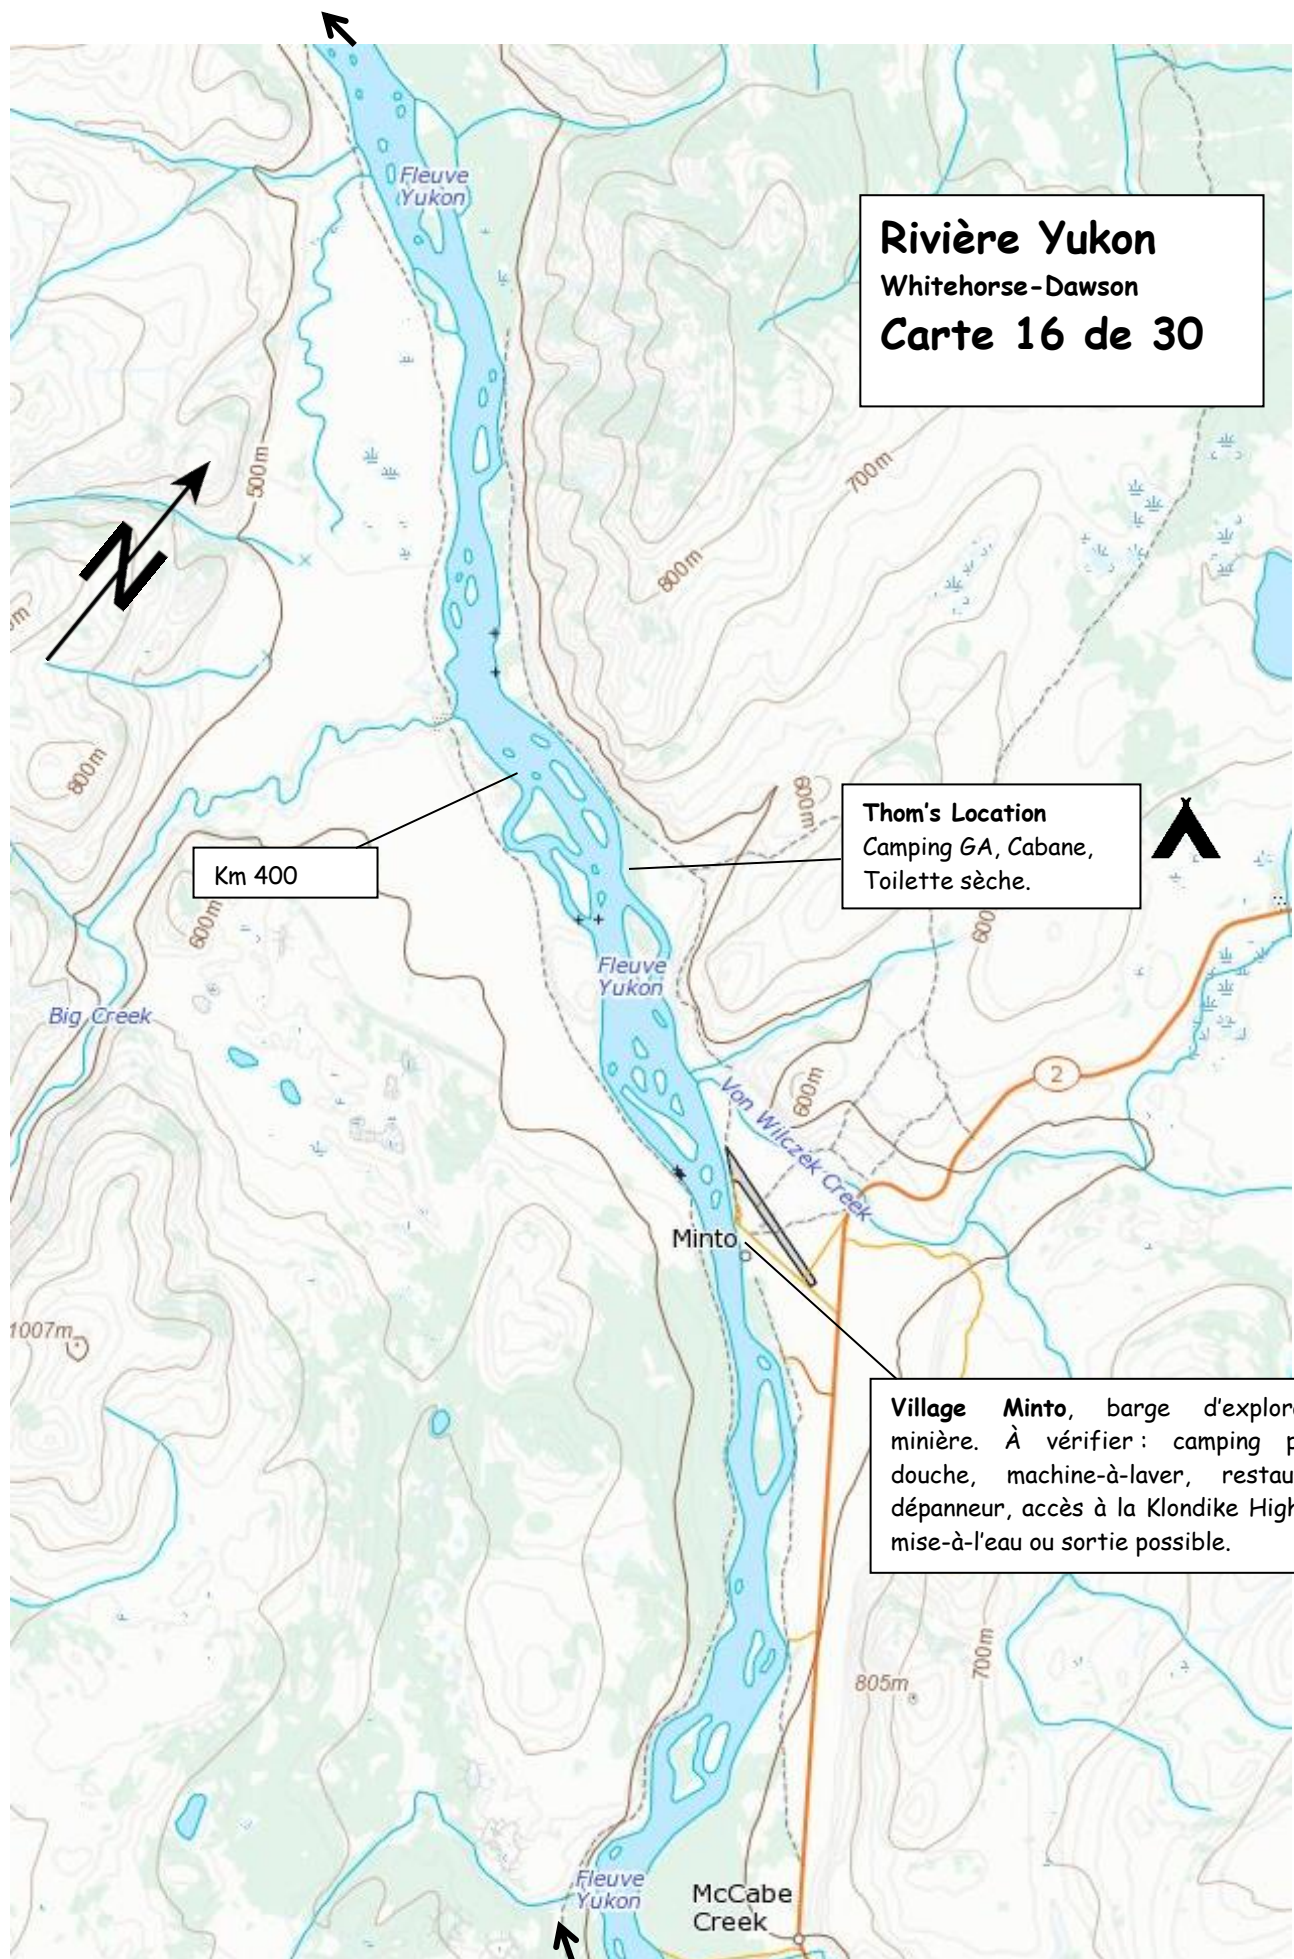 Fleuve
Yukon
Rivière Yukon
Whitehorse-Dawson
Carte 16 de 30
500m
700m
N
800m
800m
600m
Thom's Location
Camping GA, Cabane,
Toilette sèche.
Km 400
600m
Fleuve
Yukon
Big Creek
2
600m
Von Wilczek Creek
Minto
1007m
Village Minto, barge d'explor
minière. À vérifier : camping p
douche, machine-à-laver, restau
dépanneur, accès à la Klondike High
mise-à-l'eau ou sortie possible.
700m
805m
Fleuve
Yukon
McCabe
Creek